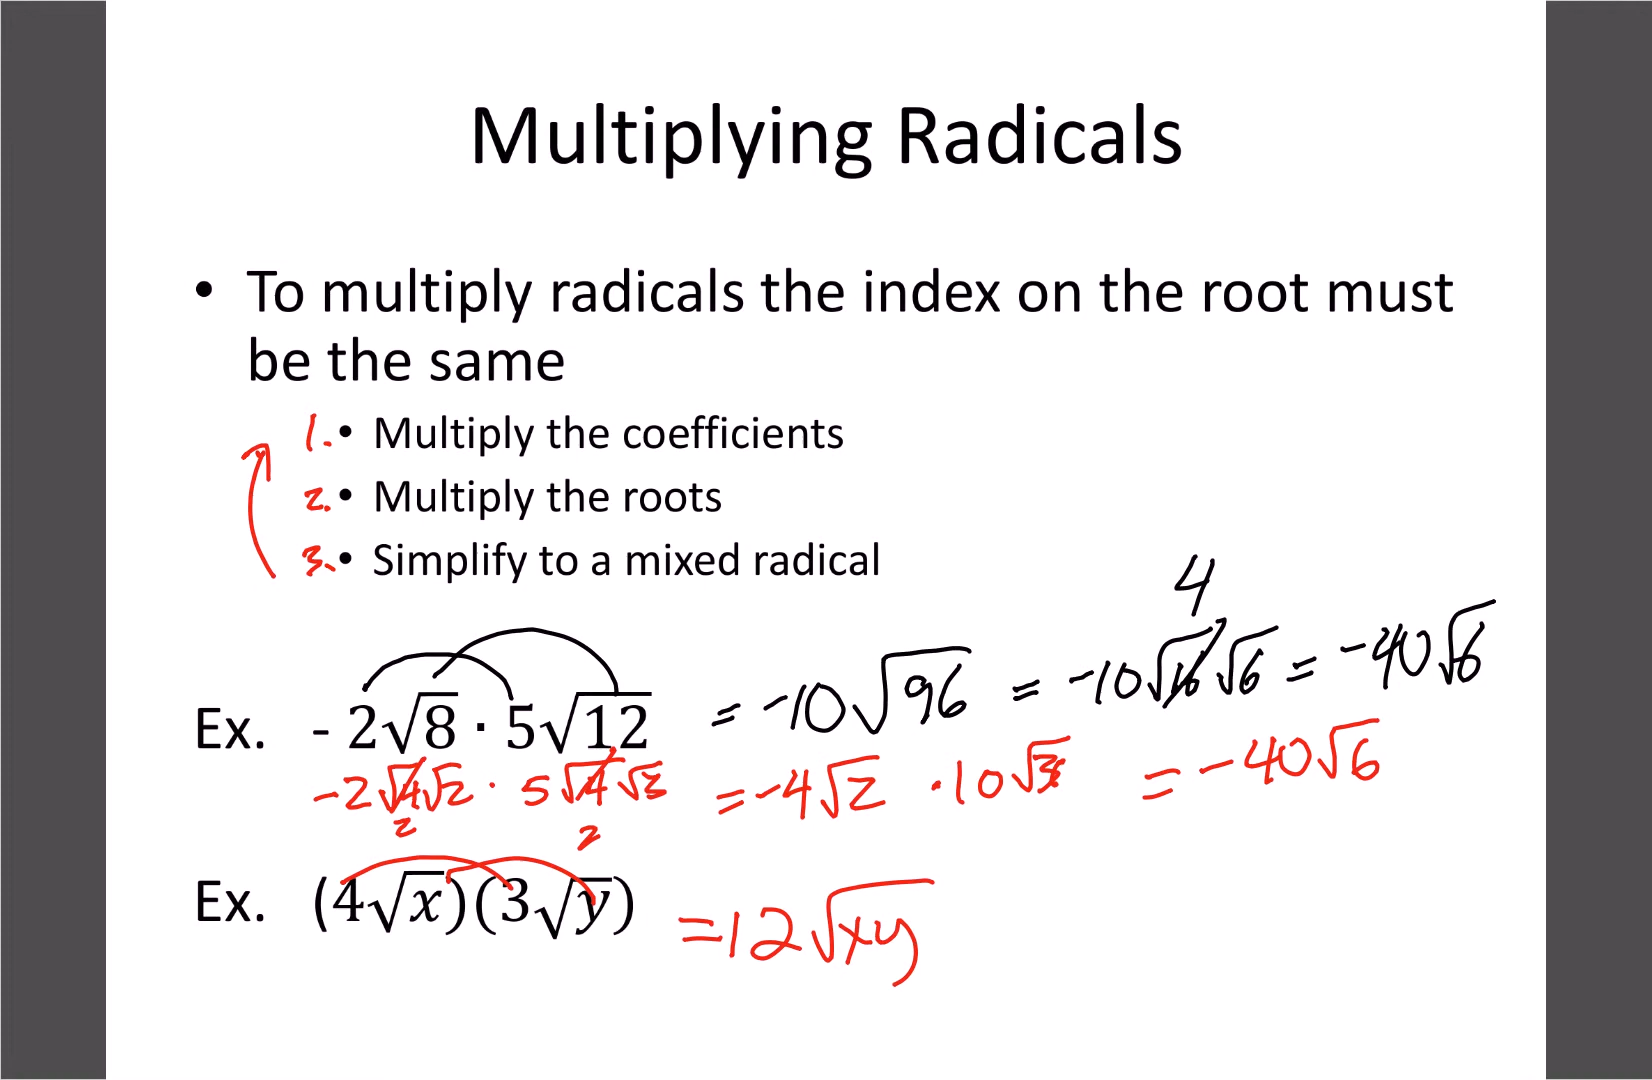 Multiplying Radicals
• To multiply radicals the index on the root must
be the same
1. • Multiply the coefficients
2. • Multiply the roots
3. • Simplify to a mixed radical
4
Ex. - 2√8 · 5√12 = -10√96 = -10√16 √6 = -40√6
-2√4√2 · 5√4√3 = -4√2 · 10√3 = -40√6
2 2
Ex. (4√x)(3√y) = 12√xy